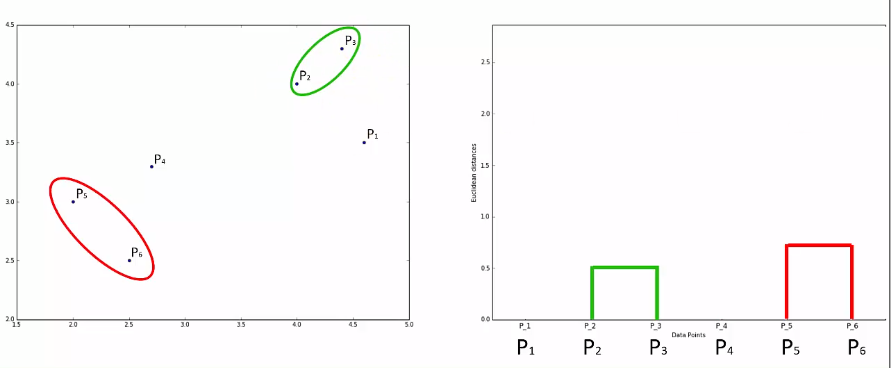 4.5
4.0
3.5
3.0
2.5
2.0
1.5 2.0 2.5 3.0 3.5 4.0 4.5 5.0
P3
P2
P1
P4
P5
P6
2.5
2.0
1.5
1.0
0.5
0.0
Euclidean distances
P_1 P_2 P_3 P_4 P_5 P_6
Data Points
P1 P2 P3 P4 P5 P6